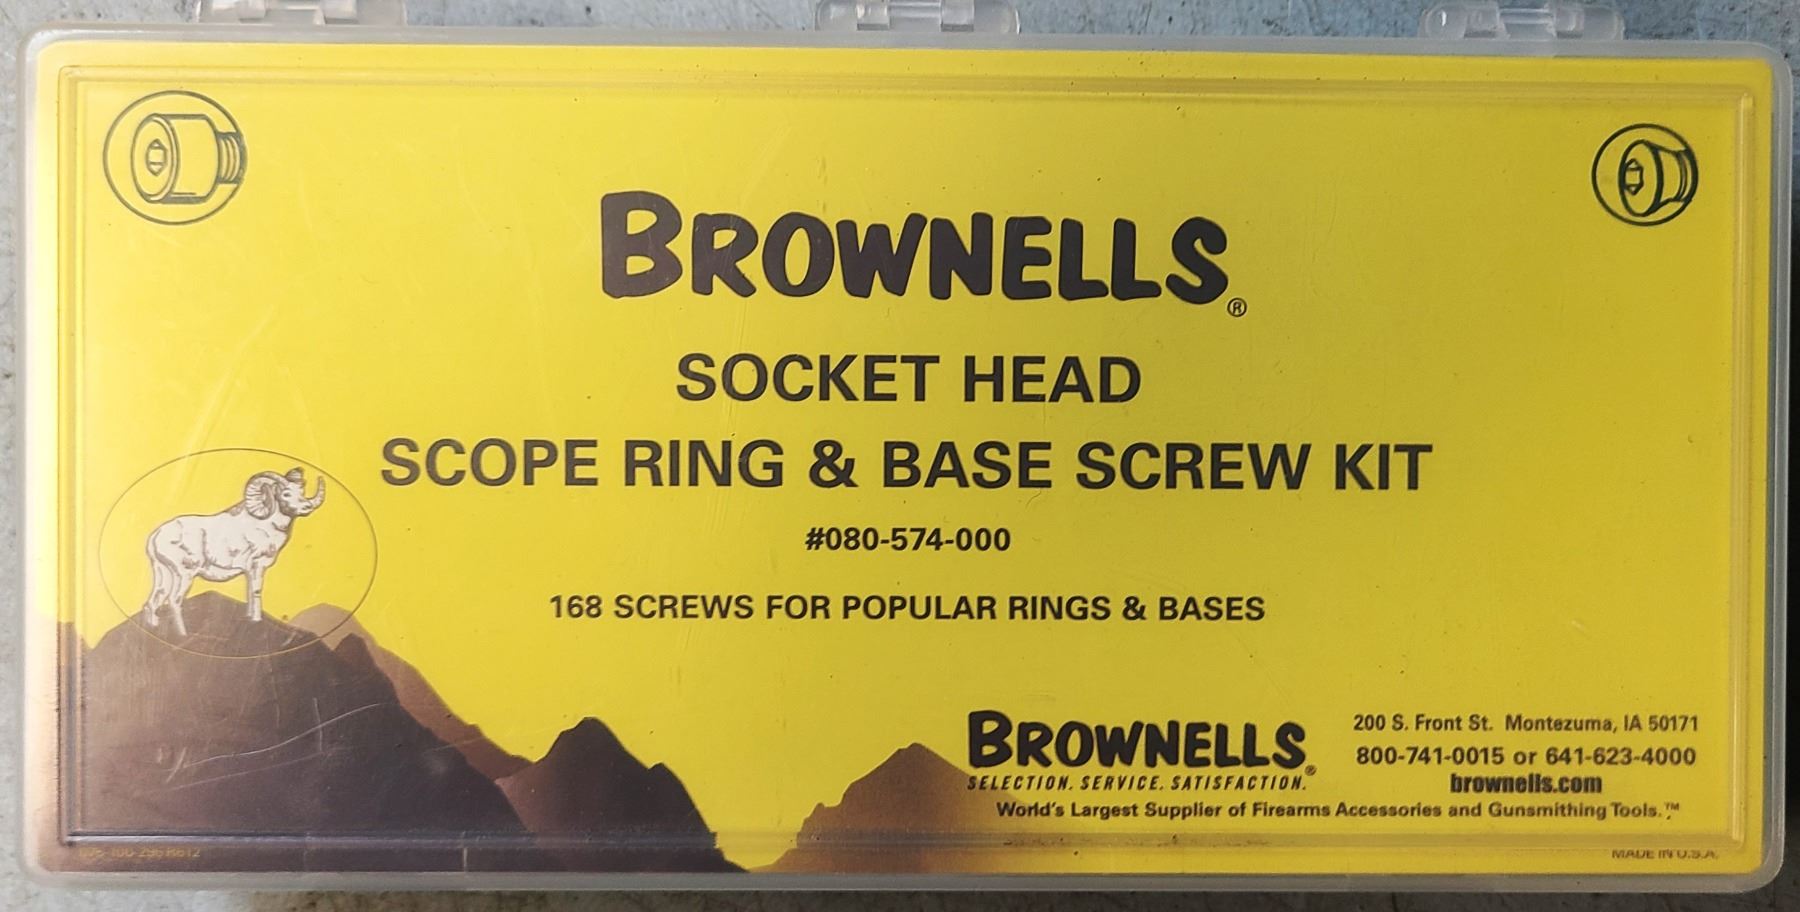 BROWNELLS®
SOCKET HEAD
SCOPE RING & BASE SCREW KIT
#080-574-000
168 SCREWS FOR POPULAR RINGS & BASES
BROWNELLS®
SELECTION. SERVICE. SATISFACTION.
200 S. Front St. Montezuma, IA 50171
800-741-0015 or 641-623-4000
brownells.com
World's Largest Supplier of Firearms Accessories and Gunsmithing Tools.™
MADE IN U.S.A.